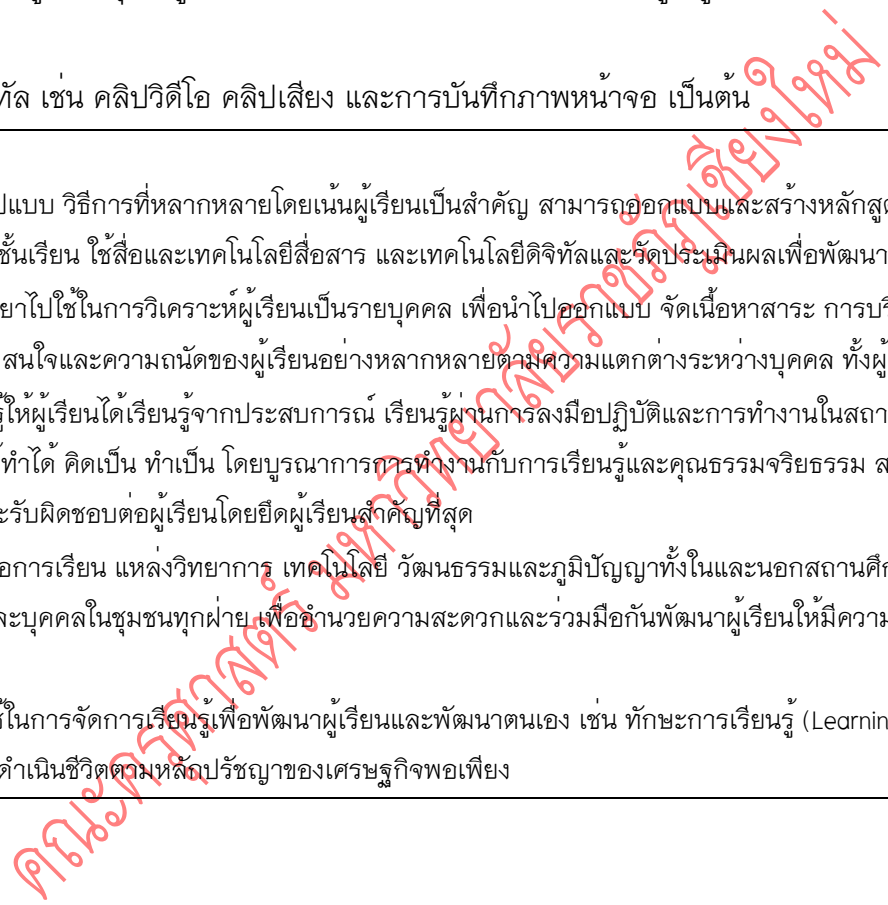 ทัล เช่น คลิปวิดีโอ คลิปเสียง และการบันทึกภาพหน้าจอ เป็นต้น
ปแบบ วิธีการที่หลากหลายโดยเน้นผู้เรียนเป็นสำคัญ สามารถออกแบบและสร้างหลักสูต
ชั้นเรียน ใช้สื่อและเทคโนโลยีสื่อสาร และเทคโนโลยีดิจิทัลและวัดประเมินผลเพื่อพัฒนา
ยาไปใช้ในการวิเคราะห์ผู้เรียนเป็นรายบุคคล เพื่อนำไปออกแบบ จัดเนื้อหาสาระ การบริ
สนใจและความถนัดของผู้เรียนอย่างหลากหลายตามความแตกต่างระหว่างบุคคล ทั้งผู้
รู้ให้ผู้เรียนได้เรียนรู้จากประสบการณ์ เรียนรู้ผ่านการลงมือปฏิบัติและการทำงานในสถา
ทำได้ คิดเป็น ทำเป็น โดยบูรณาการการทำงานกับการเรียนรู้และคุณธรรมจริยธรรม ส
ะรับผิดชอบต่อผู้เรียนโดยยึดผู้เรียนสำคัญที่สุด
อการเรียน แหล่งวิทยาการ เทคโนโลยี วัฒนธรรมและภูมิปัญญาทั้งในและนอกสถานศึก
ละบุคคลในชุมชนทุกฝ่าย เพื่ออำนวยความสะดวกและร่วมมือกันพัฒนาผู้เรียนให้มีความ
ช้ในการจัดการเรียนรู้เพื่อพัฒนาผู้เรียนและพัฒนาตนเอง เช่น ทักษะการเรียนรู้ (Learnin
ดำเนินชีวิตตามหลักปรัชญาของเศรษฐกิจพอเพียง
คณะครุศาสตร์ มหาวิทยาลัยราชภัฏเชียงใหม่